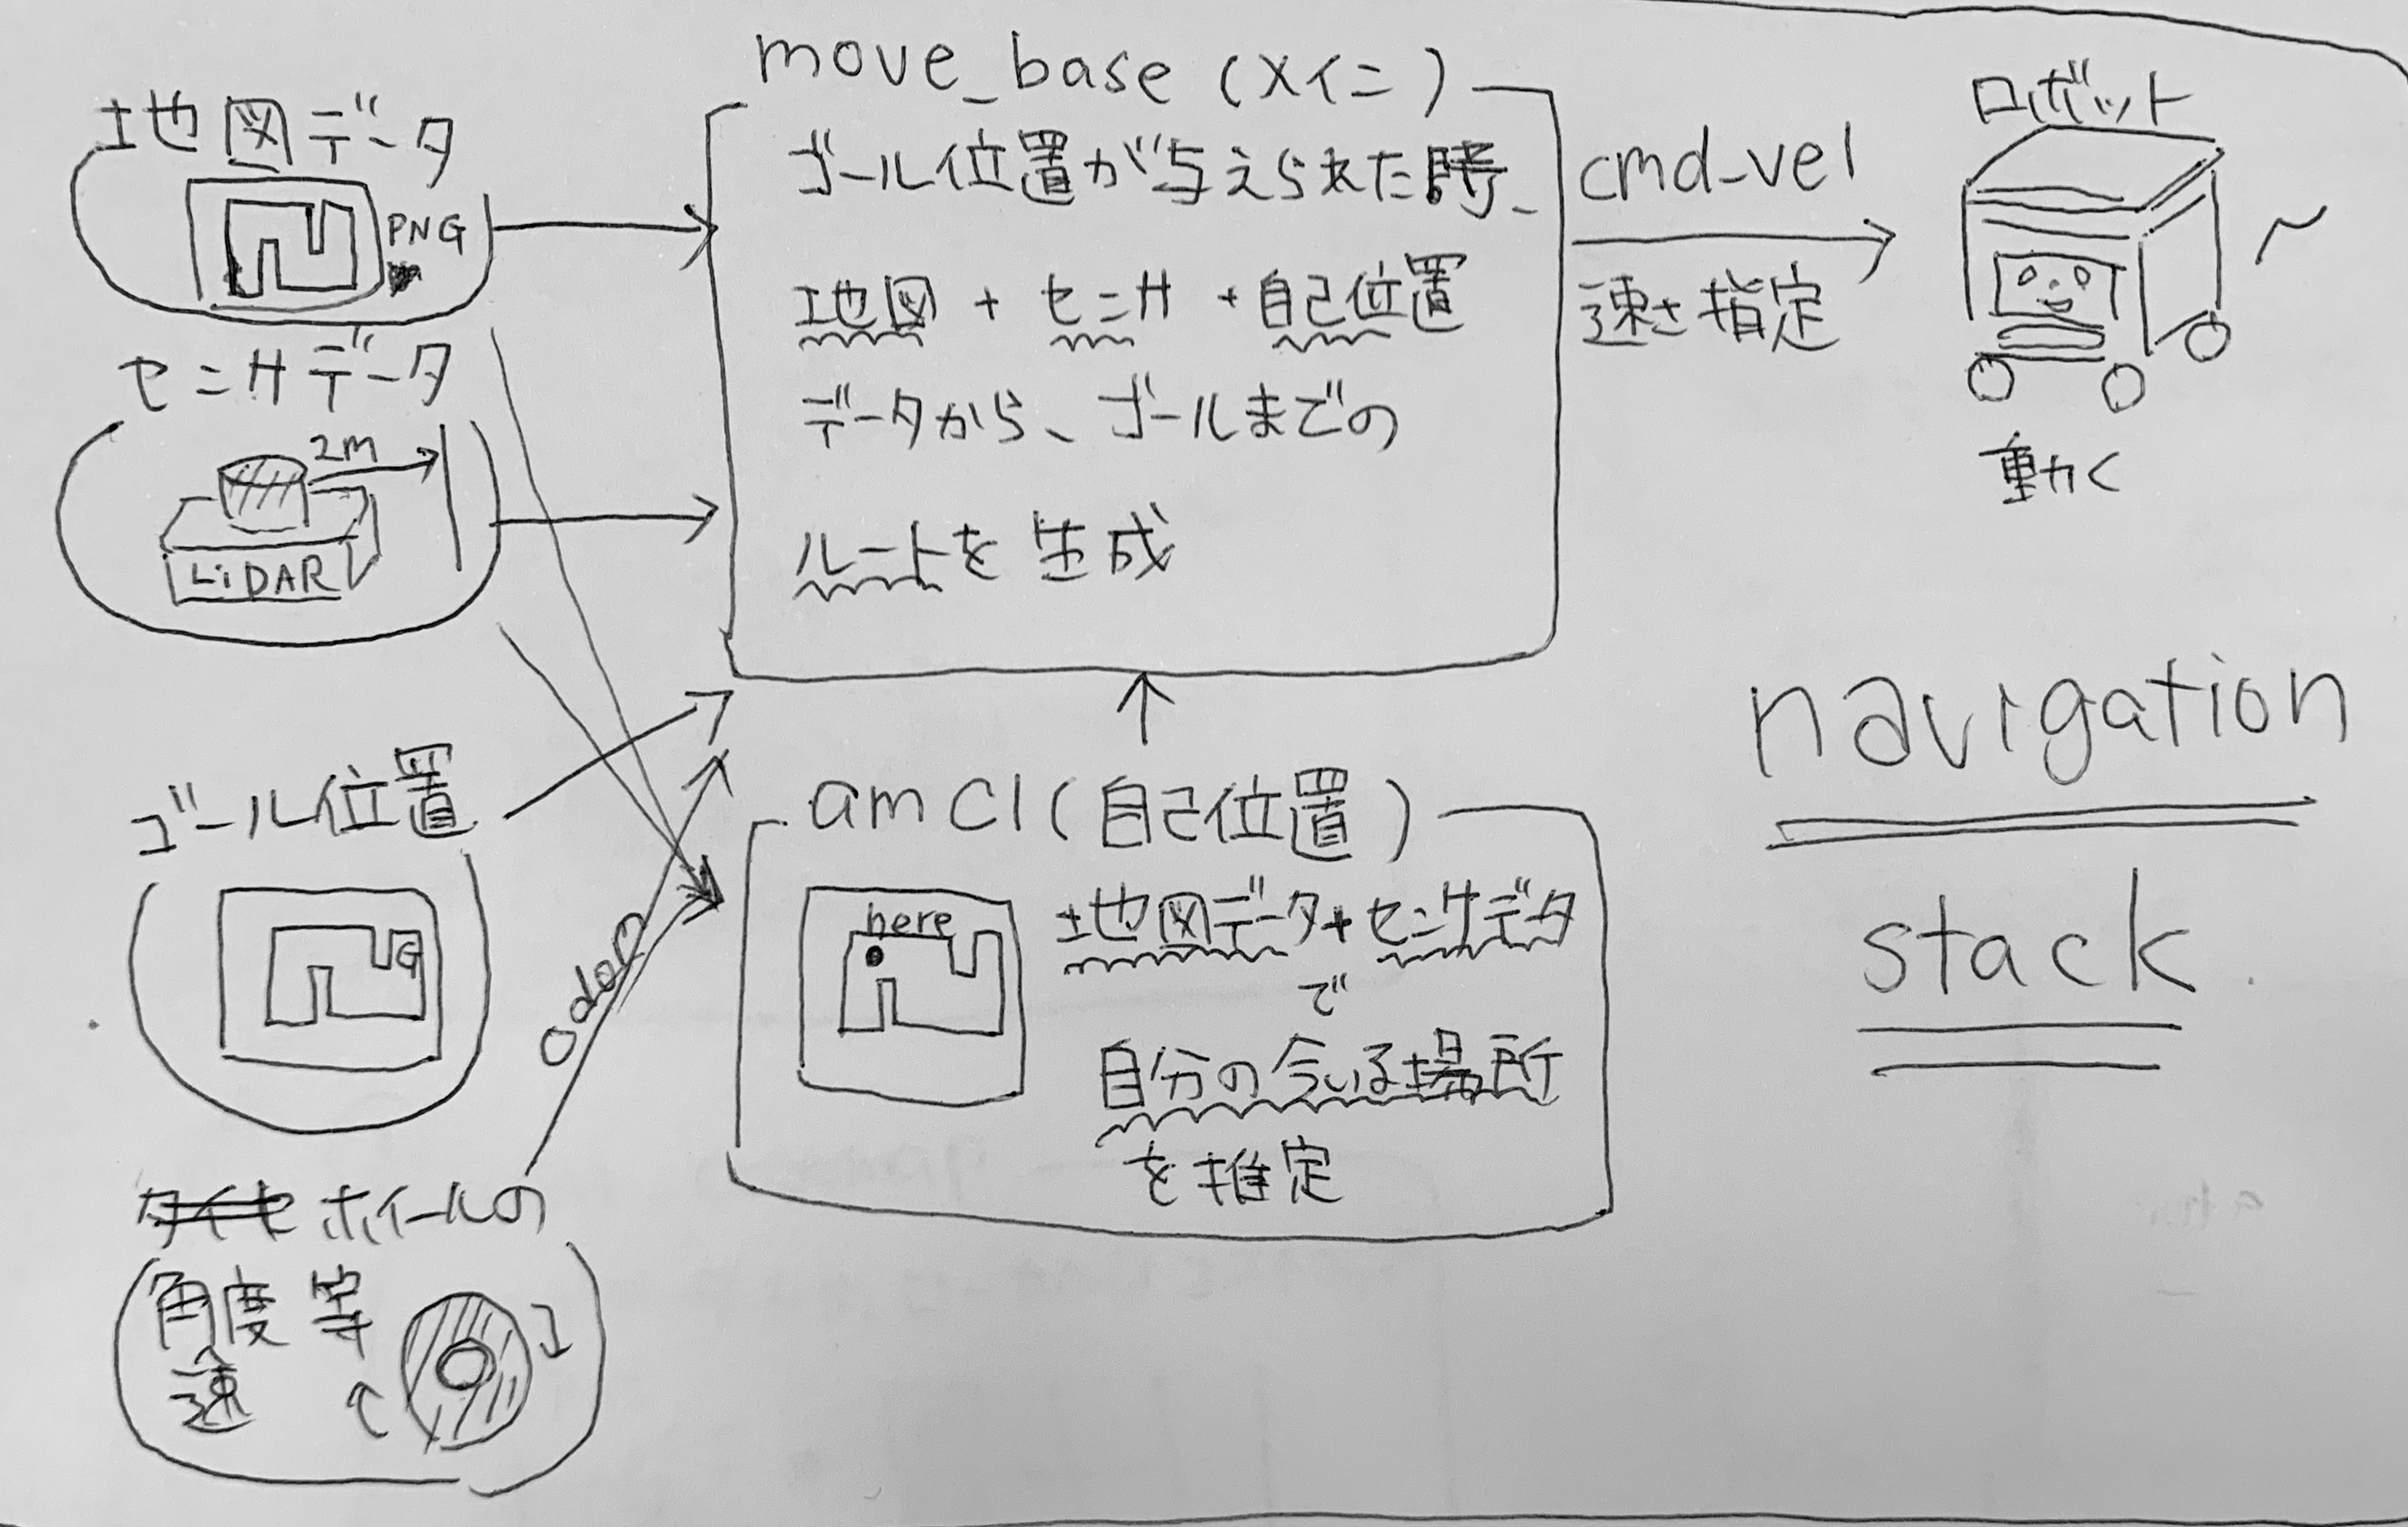 地図データ
PNG
センサデータ
2m
LiDAR
ゴール位置
G
ホイールの
角度等
速
odom
move_base (メイン)
ゴール位置が与えられた時、
地図 + センサ + 自己位置
データから、ゴールまでの
ルートを生成
amcl (自己位置)
here
地図データ+センサデータ
で
自分の今いる場所
を推定
cmd_vel
速さ指定
ロボット
動く
navigation
stack